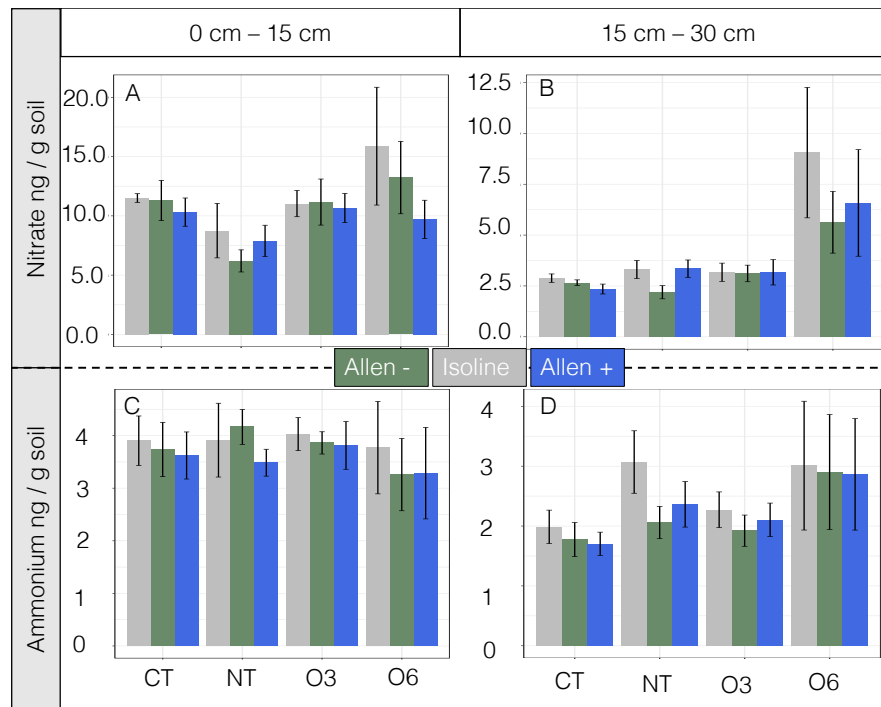 0 cm – 15 cm
15 cm – 30 cm
Nitrate ng / g soil
A
20.0
15.0
10.0
5.0
0.0
B
12.5
10.0
7.5
5.0
2.5
0.0
Allen -
Isoline
Allen +
Ammonium ng / g soil
C
4
3
2
1
0
CT
NT
O3
O6
D
4
3
2
1
0
CT
NT
O3
O6